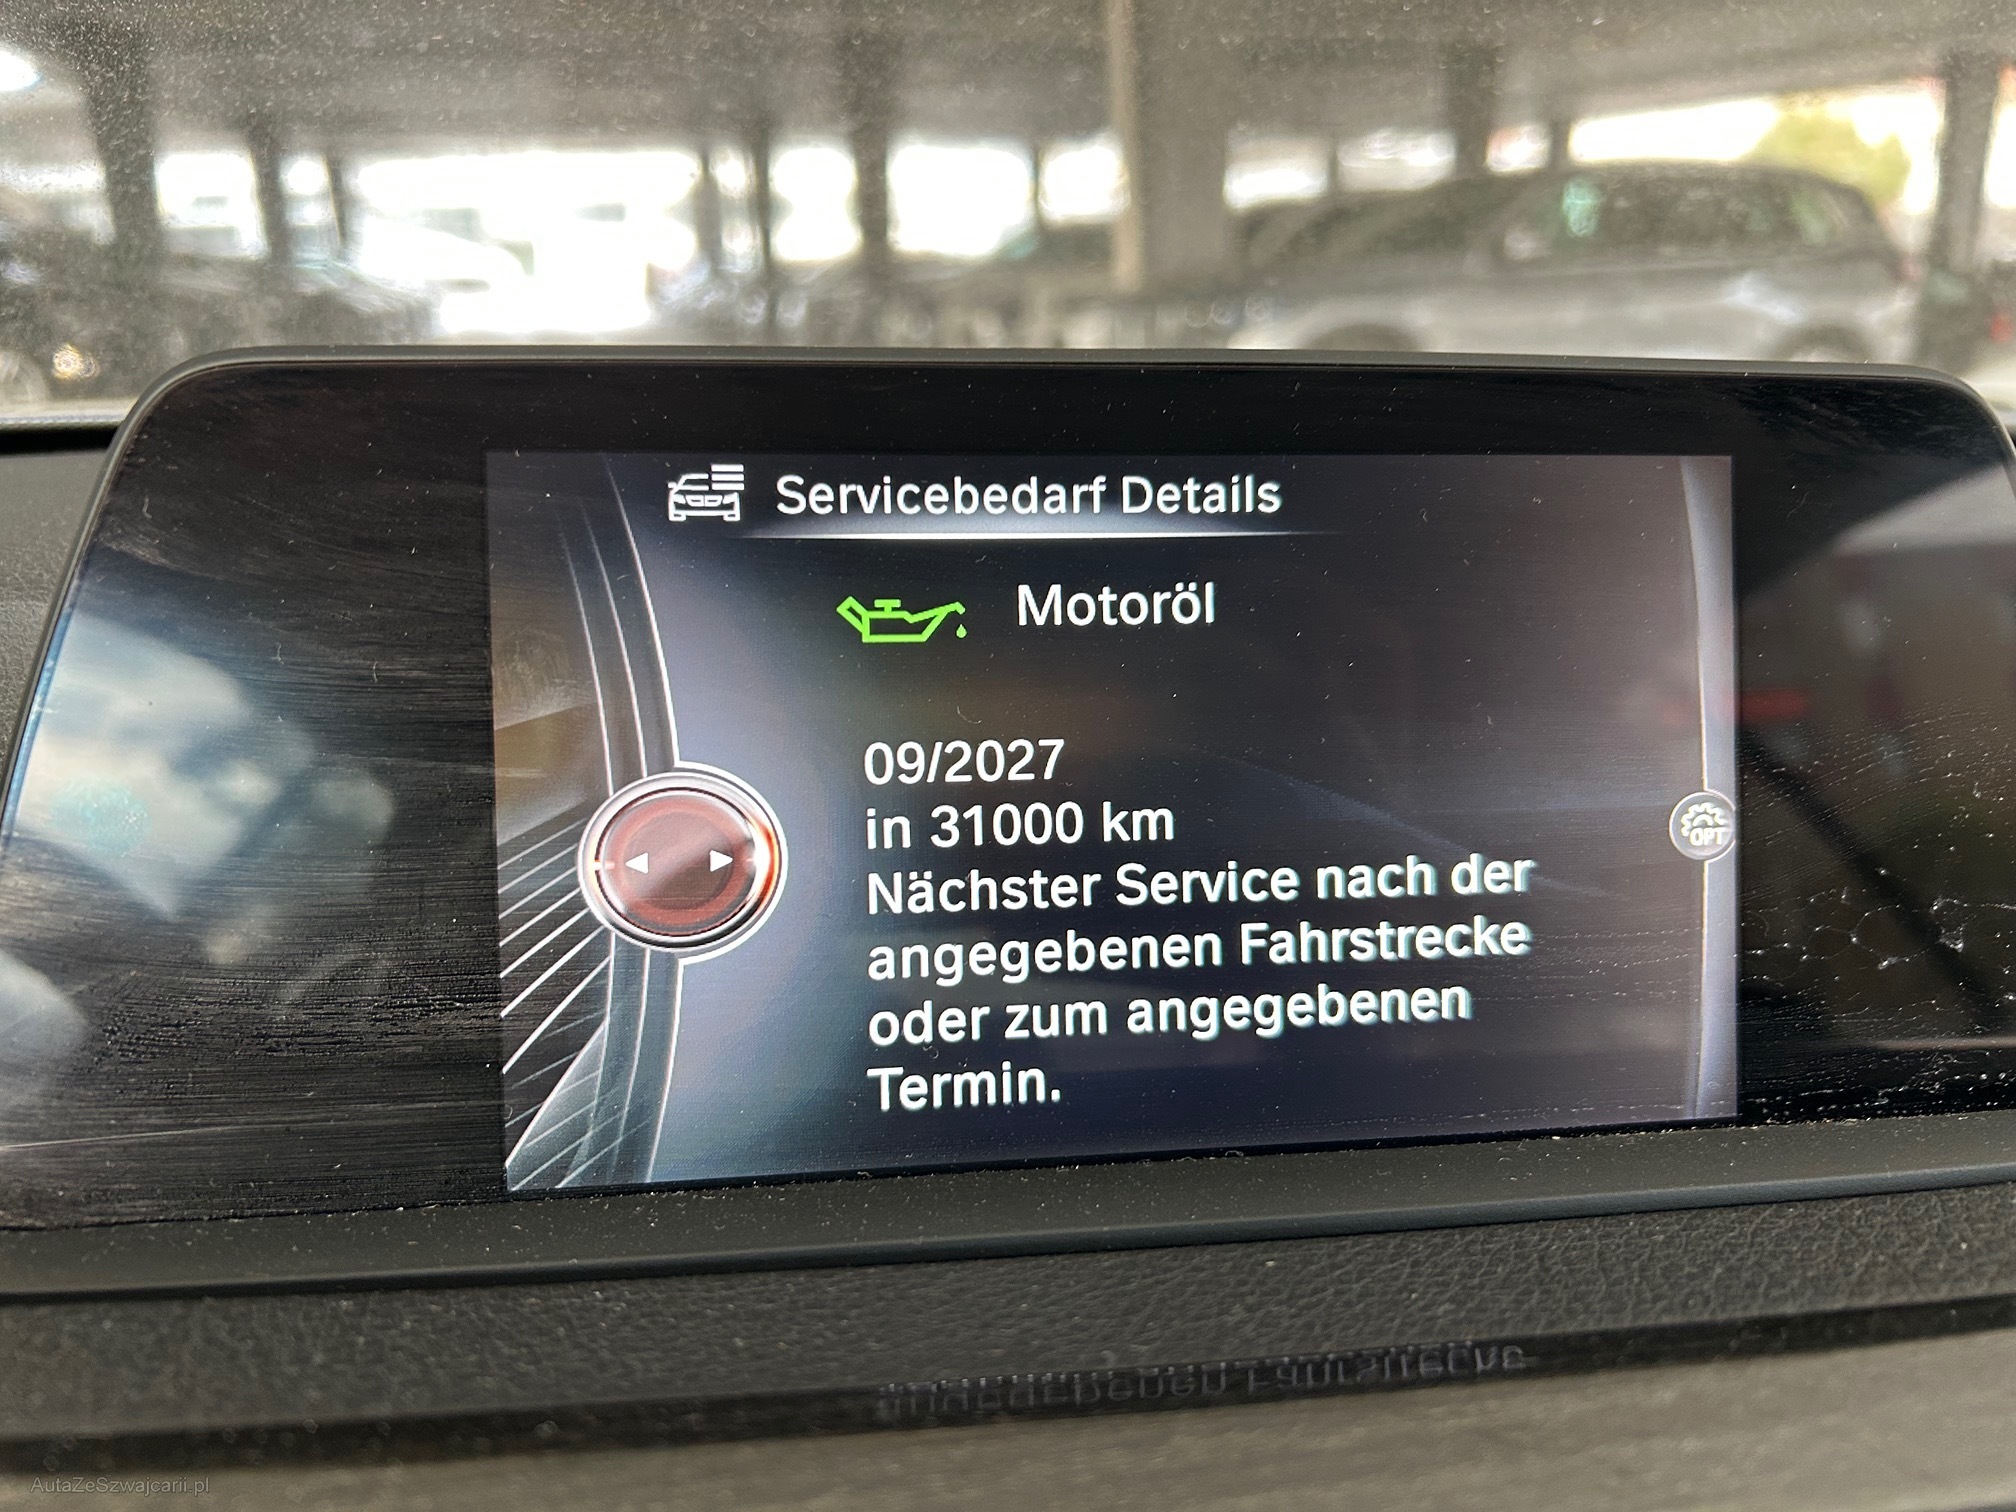 Servicebedarf Details
Motoröl
09/2027
in 31000 km
Nächster Service nach der
angegebenen Fahrstrecke
oder zum angegebenen
Termin.
OPT
AutaZeSzwajcarii.pl